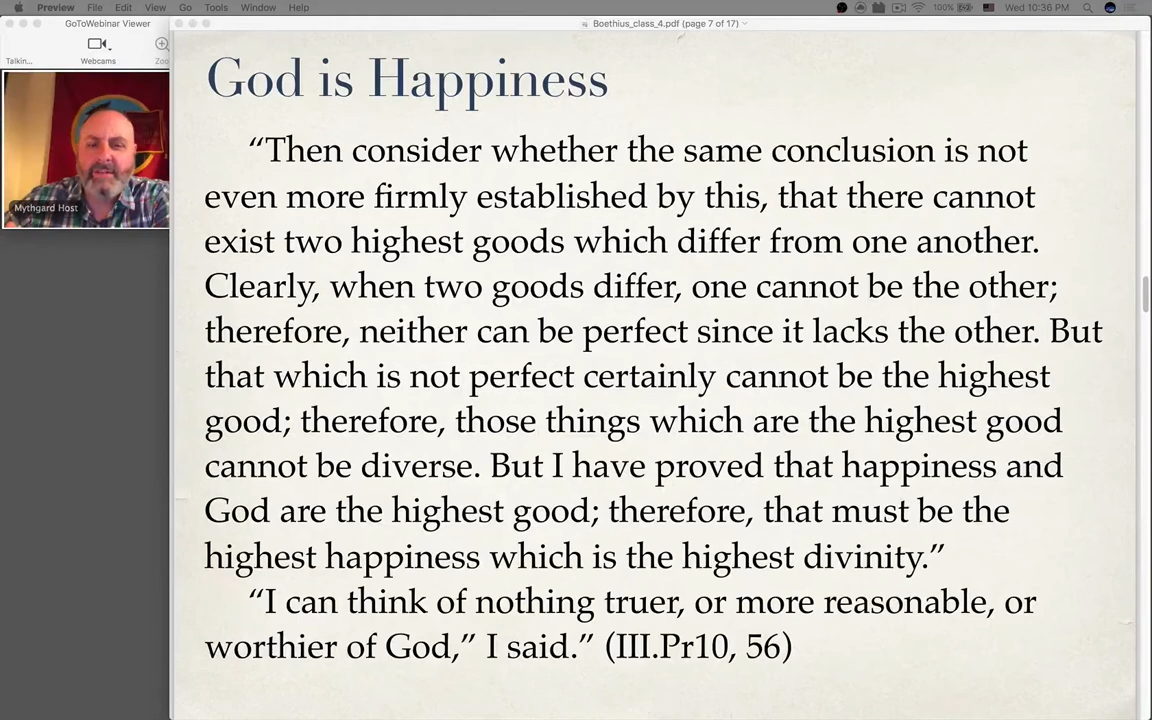 Preview File Edit View Go Tools Window Help
100% Wed 10:36 PM
GoToWebinar Viewer
Boethius_class_4.pdf (page 7 of 17)
Talkin... Webcams Zoo
Mythgard Host
God is Happiness
“Then consider whether the same conclusion is not
even more firmly established by this, that there cannot
exist two highest goods which differ from one another.
Clearly, when two goods differ, one cannot be the other;
therefore, neither can be perfect since it lacks the other. But
that which is not perfect certainly cannot be the highest
good; therefore, those things which are the highest good
cannot be diverse. But I have proved that happiness and
God are the highest good; therefore, that must be the
highest happiness which is the highest divinity.”
“I can think of nothing truer, or more reasonable, or
worthier of God,” I said.” (III.Pr10, 56)